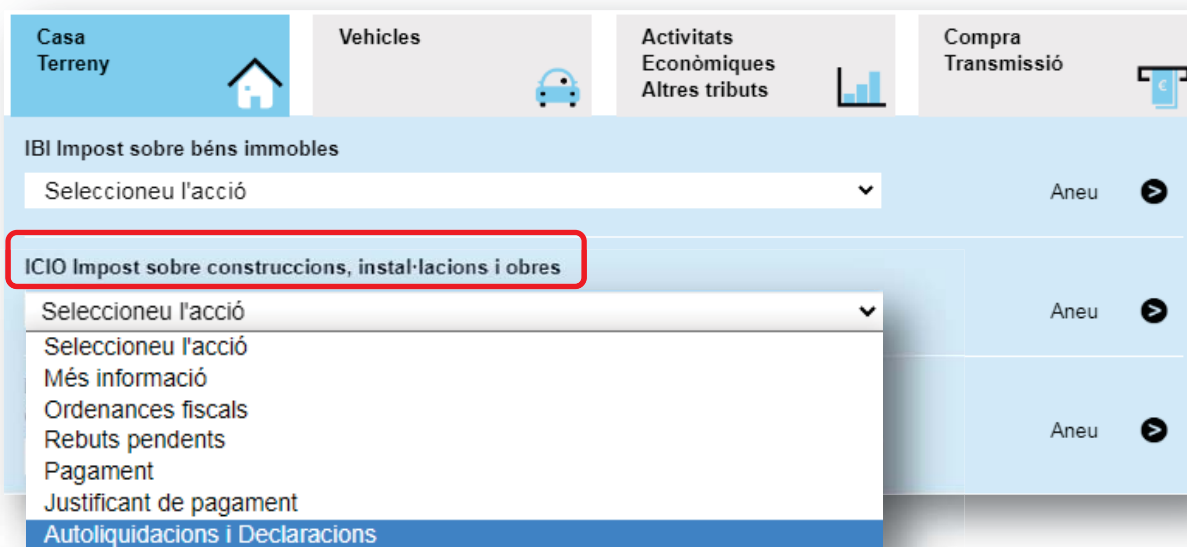 Casa
Terreny
Vehicles
Activitats
Econòmiques
Altres tributs
Compra
Transmissió
€
IBI Impost sobre béns immobles
Seleccioneu l'acció
Aneu
ICIO Impost sobre construccions, instal·lacions i obres
Seleccioneu l'acció
Aneu
Seleccioneu l'acció
Més informació
Ordenances fiscals
Rebuts pendents
Aneu
Pagament
Justificant de pagament
Autoliquidacions i Declaracions